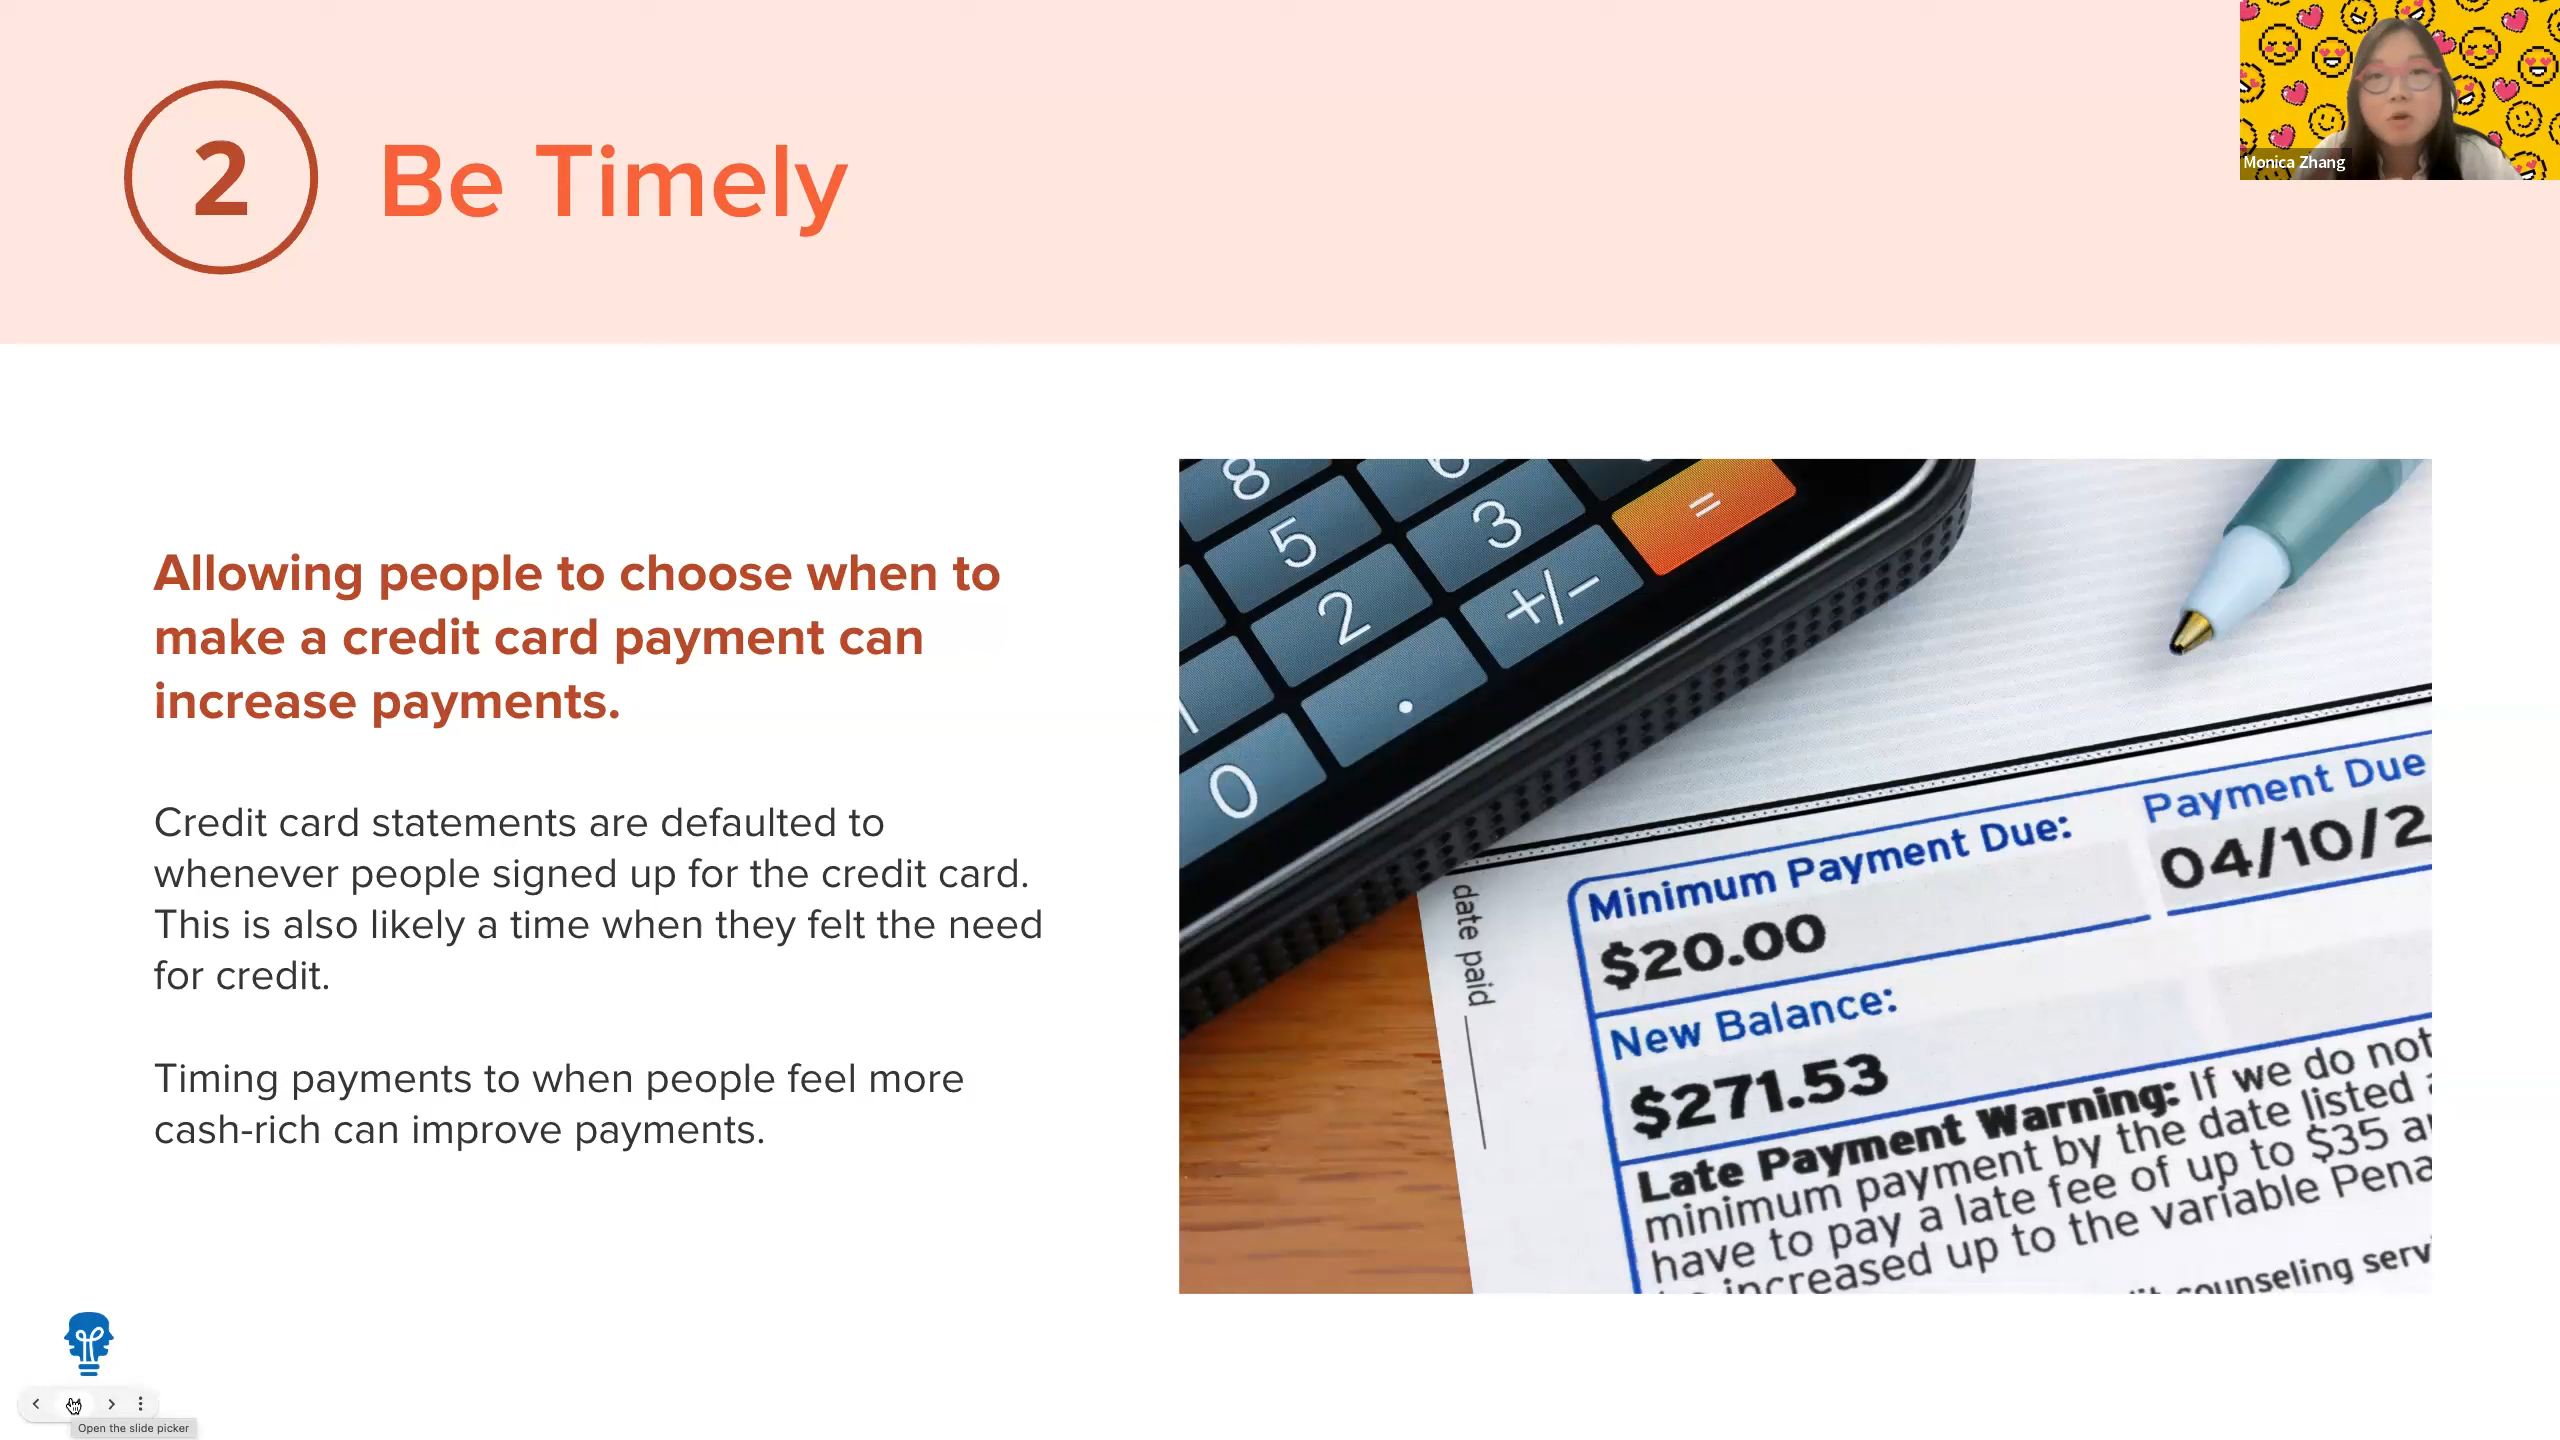 2
Be Timely
Monica Zhang
Allowing people to choose when to
make a credit card payment can
increase payments.
Credit card statements are defaulted to
whenever people signed up for the credit card.
This is also likely a time when they felt the need
for credit.
Timing payments to when people feel more
cash-rich can improve payments.
8
5
3
=
2
+/-
.
0
date paid
Minimum Payment Due:
$20.00
Payment Due
04/10/2
New Balance:
$271.53
Late Payment Warning: If we do not
minimum payment by the date listed
have to pay a late fee of up to $35
increased up to the variable
counseling
Open the slide picker